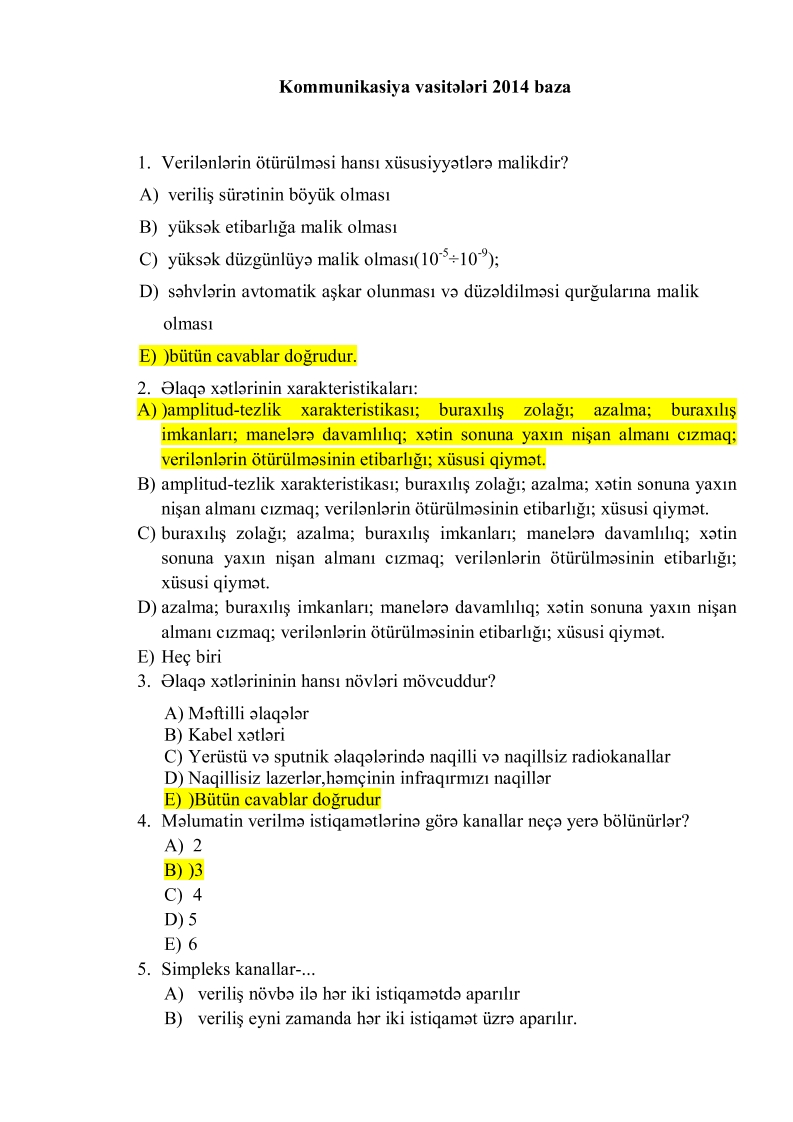 Kommunikasiya vasitələri 2014 baza
1. Verilənlərin ötürülməsi hansı xüsusiyyətlərə malikdir?
A) veriliş sürətinin böyük olması
B) yüksək etibarlığa malik olması
C) yüksək düzgünlüyə malik olması(10⁻⁵÷10⁻⁹);
D) səhvlərin avtomatik aşkar olunması və düzəldilməsi qurğularına malik
olması
E) )bütün cavablar doğrudur.
2. Əlaqə xətlərinin xarakteristikaları:
A) )amplitud-tezlik xarakteristikası; buraxılış zolağı; azalma; buraxılış
imkanları; manelərə davamlılıq; xətin sonuna yaxın nişan almanı cızmaq;
verilənlərin ötürülməsinin etibarlığı; xüsusi qiymət.
B) amplitud-tezlik xarakteristikası; buraxılış zolağı; azalma; xətin sonuna yaxın
nişan almanı cızmaq; verilənlərin ötürülməsinin etibarlığı; xüsusi qiymət.
C) buraxılış zolağı; azalma; buraxılış imkanları; manelərə davamlılıq; xətin
sonuna yaxın nişan almanı cızmaq; verilənlərin ötürülməsinin etibarlığı;
xüsusi qiymət.
D) azalma; buraxılış imkanları; manelərə davamlılıq; xətin sonuna yaxın nişan
almanı cızmaq; verilənlərin ötürülməsinin etibarlığı; xüsusi qiymət.
E) Heç biri
3. Əlaqə xətlərininin hansı növləri mövcuddur?
A) Məftilli əlaqələr
B) Kabel xətləri
C) Yerüstü və sputnik əlaqələrində naqilli və naqillsiz radiokanallar
D) Naqillisiz lazerlər,həmçinin infraqırmızı naqillər
E) )Bütün cavablar doğrudur
4. Məlumatin verilmə istiqamətlərinə görə kanallar neçə yerə bölünürlər?
A) 2
B) )3
C) 4
D) 5
E) 6
5. Simpleks kanallar-...
A) veriliş növbə ilə hər iki istiqamətdə aparılır
B) veriliş eyni zamanda hər iki istiqamət üzrə aparılır.